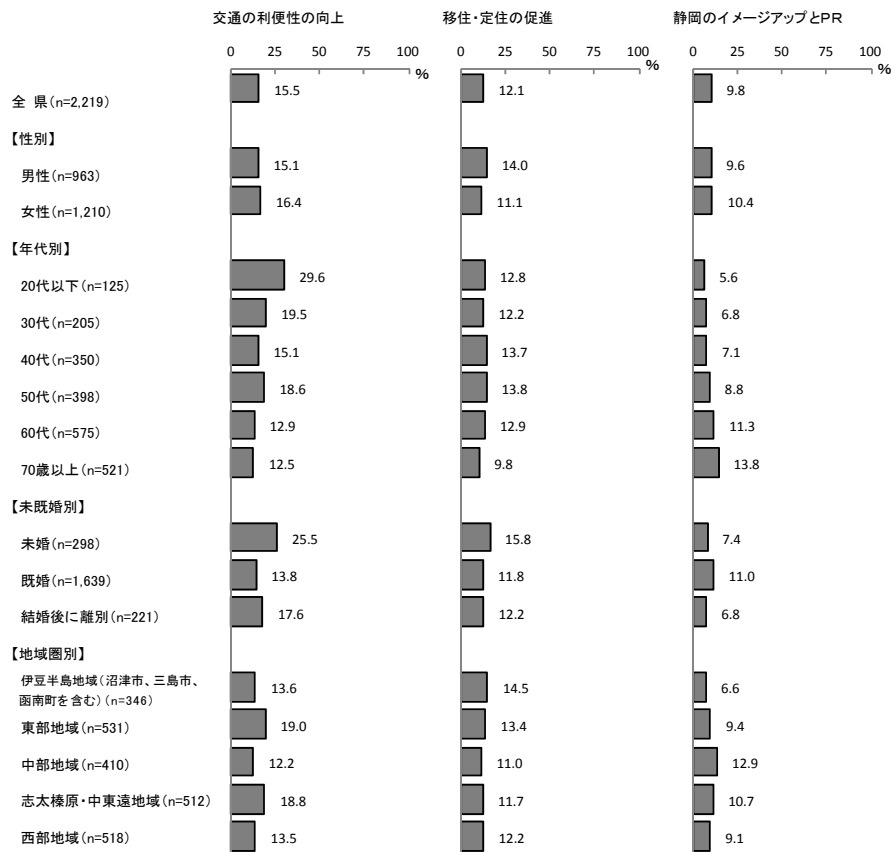 交通の利便性の向上 移住・定住の促進 静岡のイメージアップとPR
0 25 50 75 100 0 25 50 75 100 0 25 50 75 100
% % %
全 県(n=2,219) 15.5 12.1 9.8
【性別】
男性(n=963) 15.1 14.0 9.6
女性(n=1,210) 16.4 11.1 10.4
【年代別】
20代以下(n=125) 29.6 12.8 5.6
30代(n=205) 19.5 12.2 6.8
40代(n=350) 15.1 13.7 7.1
50代(n=398) 18.6 13.8 8.8
60代(n=575) 12.9 12.9 11.3
70歳以上(n=521) 12.5 9.8 13.8
【未既婚別】
未婚(n=298) 25.5 15.8 7.4
既婚(n=1,639) 13.8 11.8 11.0
結婚後に離別(n=221) 17.6 12.2 6.8
【地域圏別】
伊豆半島地域(沼津市、三島市、
函南町を含む)(n=346) 13.6 14.5 6.6
東部地域(n=531) 19.0 13.4 9.4
中部地域(n=410) 12.2 11.0 12.9
志太榛原・中東遠地域(n=512) 18.8 11.7 10.7
西部地域(n=518) 13.5 12.2 9.1